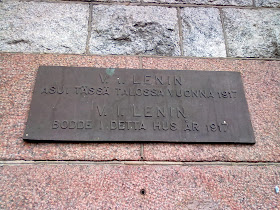 V. I. LENIN
ASUI TÄSSÄ TALOSSA VUONNA 1917
V. I. LENIN
BODDE I DETTA HUS ÅR 1917